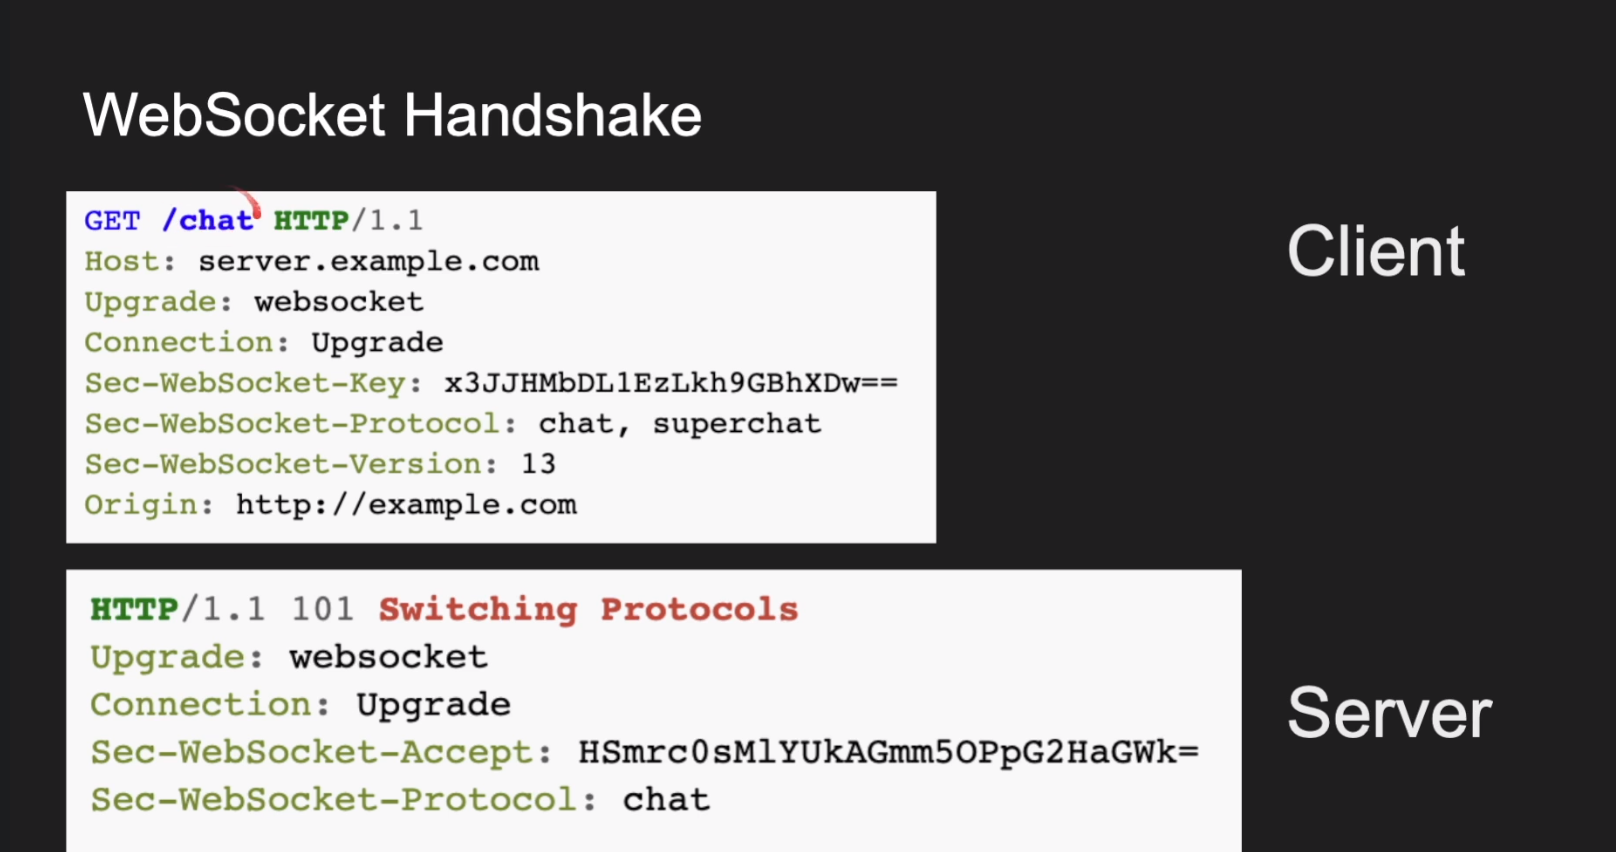 WebSocket Handshake
GET /chat HTTP/1.1
Host: server.example.com
Upgrade: websocket
Connection: Upgrade
Sec-WebSocket-Key: x3JJHMbDL1EzLkh9GBhXDw==
Sec-WebSocket-Protocol: chat, superchat
Sec-WebSocket-Version: 13
Origin: http://example.com
Client
HTTP/1.1 101 Switching Protocols
Upgrade: websocket
Connection: Upgrade
Sec-WebSocket-Accept: HSmrc0sMlYUkAGmm5OPpG2HaGWk=
Sec-WebSocket-Protocol: chat
Server